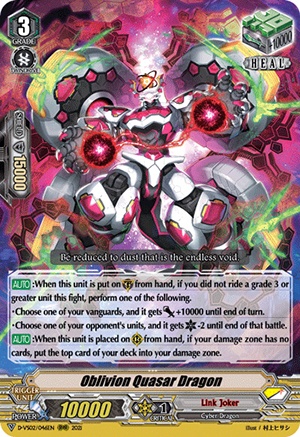 3
GRADE
+10000
HEAL
15000
Be reduced to dust that is the endless void.
AUTO :When this unit is put on from hand, if you did not ride a grade 3 or
greater unit this fight, perform one of the following.
·Choose one of your vanguards, and it gets +10000 until end of turn.
·Choose one of your opponent's units, and it gets -2 until end of that battle.
AUTO :When this unit is placed on from hand, if your damage zone has no
cards, put the top card of your deck into your damage zone.
Oblivion Quasar Dragon
TRIGGER
UNIT
POWER
10000
1
CRITICAL
Link Joker
Cyber Dragon
D-VS02/046EN RRR 2021
Illust / 村上ヒサシ